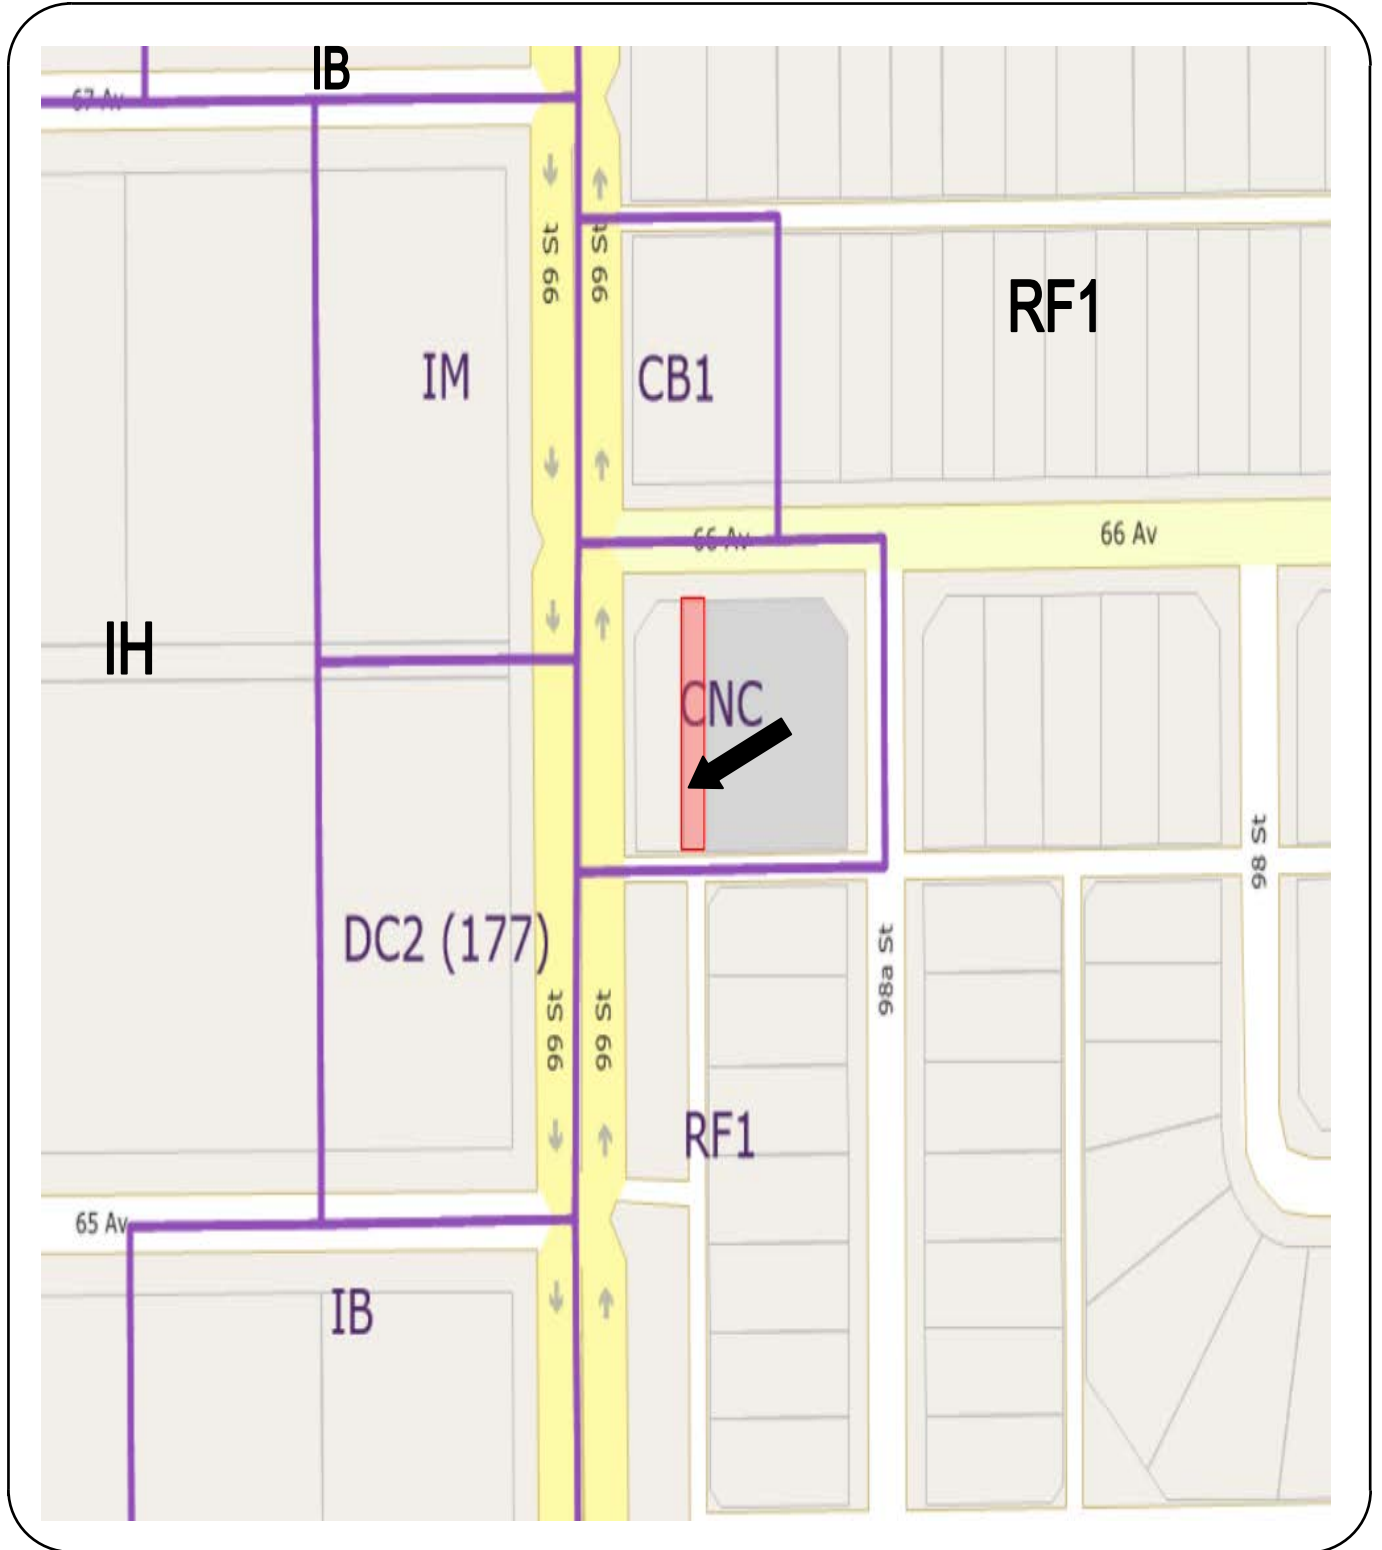 IB
67 Av
99 St
99 St
RF1
IM
CB1
66 Av
66 Av
IH
CNC
98 St
DC2 (177)
98a St
99 St
99 St
RF1
65 Av
IB